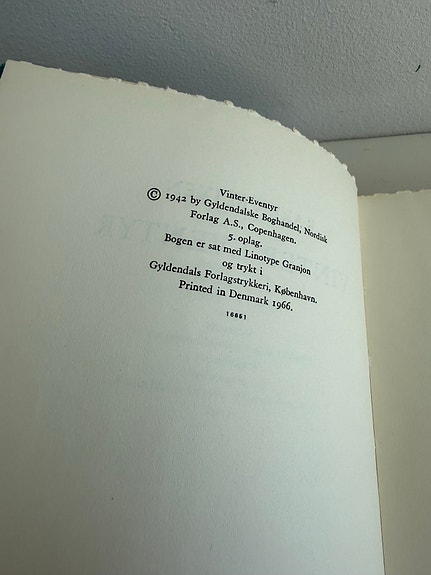 Vinter-Eventyr
© 1942 by Gyldendalske Boghandel, Nordisk
Forlag A.S., Copenhagen.
5. oplag.
Bogen er sat med Linotype Granjon
og trykt i
Gyldendals Forlagstrykkeri, København.
Printed in Denmark 1966.